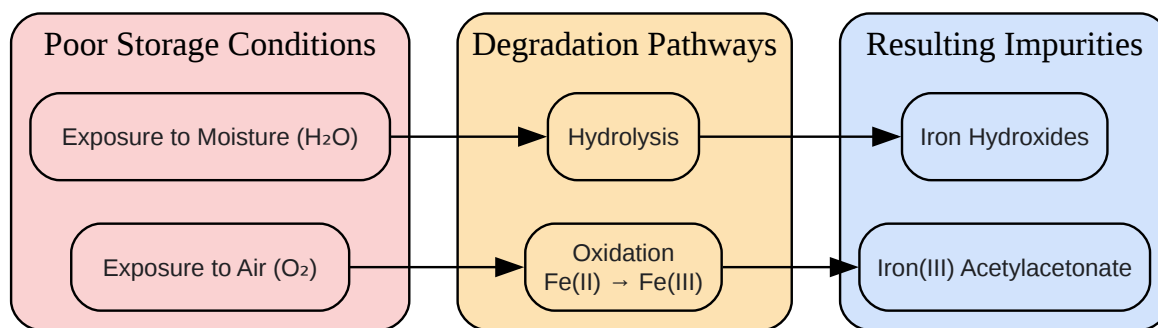 Poor Storage Conditions
Exposure to Moisture (H₂O)
Exposure to Air (O₂)
Degradation Pathways
Hydrolysis
Oxidation
Fe(II) → Fe(III)
Resulting Impurities
Iron Hydroxides
Iron(III) Acetylacetonate